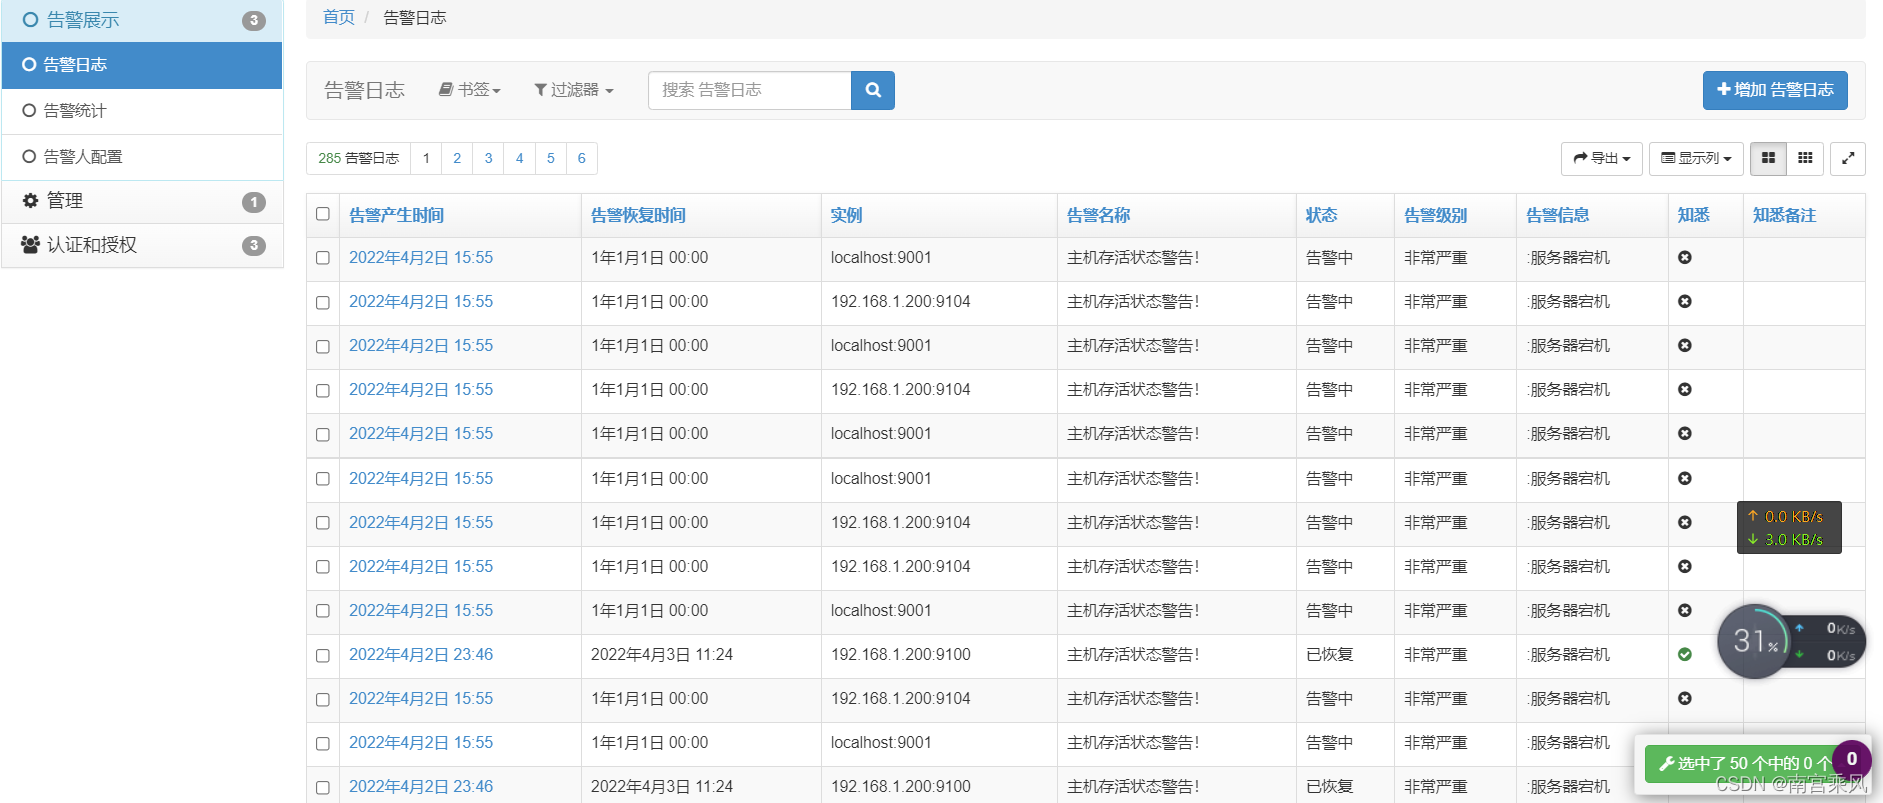 告警展示 3
告警日志
告警统计
告警人配置
管理 1
认证和授权 3
首页 / 告警日志
告警日志 书签 过滤器 搜索 告警日志 增加 告警日志
285 告警日志 1 2 3 4 5 6 导出 显示列
告警产生时间 告警恢复时间 实例 告警名称 状态 告警级别 告警信息 知悉 知悉备注
2022年4月2日 15:55 1年1月1日 00:00 localhost:9001 主机存活状态警告! 告警中 非常严重 :服务器宕机
2022年4月2日 15:55 1年1月1日 00:00 192.168.1.200:9104 主机存活状态警告! 告警中 非常严重 :服务器宕机
2022年4月2日 15:55 1年1月1日 00:00 localhost:9001 主机存活状态警告! 告警中 非常严重 :服务器宕机
2022年4月2日 15:55 1年1月1日 00:00 192.168.1.200:9104 主机存活状态警告! 告警中 非常严重 :服务器宕机
2022年4月2日 15:55 1年1月1日 00:00 localhost:9001 主机存活状态警告! 告警中 非常严重 :服务器宕机
2022年4月2日 15:55 1年1月1日 00:00 localhost:9001 主机存活状态警告! 告警中 非常严重 :服务器宕机
2022年4月2日 15:55 1年1月1日 00:00 192.168.1.200:9104 主机存活状态警告! 告警中 非常严重 :服务器宕机
2022年4月2日 15:55 1年1月1日 00:00 192.168.1.200:9104 主机存活状态警告! 告警中 非常严重 :服务器宕机
2022年4月2日 15:55 1年1月1日 00:00 localhost:9001 主机存活状态警告! 告警中 非常严重 :服务器宕机
2022年4月2日 23:46 2022年4月3日 11:24 192.168.1.200:9100 主机存活状态警告! 已恢复 非常严重 :服务器宕机
2022年4月2日 15:55 1年1月1日 00:00 192.168.1.200:9104 主机存活状态警告! 告警中 非常严重 :服务器宕机
2022年4月2日 15:55 1年1月1日 00:00 localhost:9001 主机存活状态警告! 告警中 非常严重 :服务器宕机
2022年4月2日 23:46 2022年4月3日 11:24 192.168.1.200:9100 主机存活状态警告! 已恢复 非常严重 :服务器宕机
↑ 0.0 KB/s
↓ 3.0 KB/s
31%
0K/s
0K/s
选中了 50 个中的 0 个
0
CSDN @南宫乘风